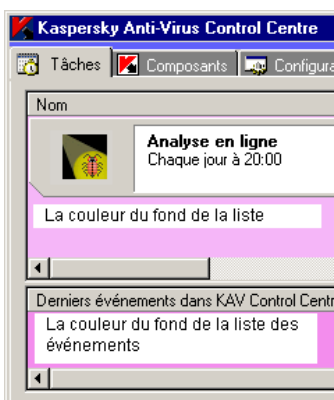 Kaspersky Anti-Virus Control Centre
Tâches Composants Configura
Nom
Analyse en ligne
Chaque jour à 20:00
La couleur du fond de la liste
Derniers événements dans KAV Control Centr
La couleur du fond de la liste des
événements